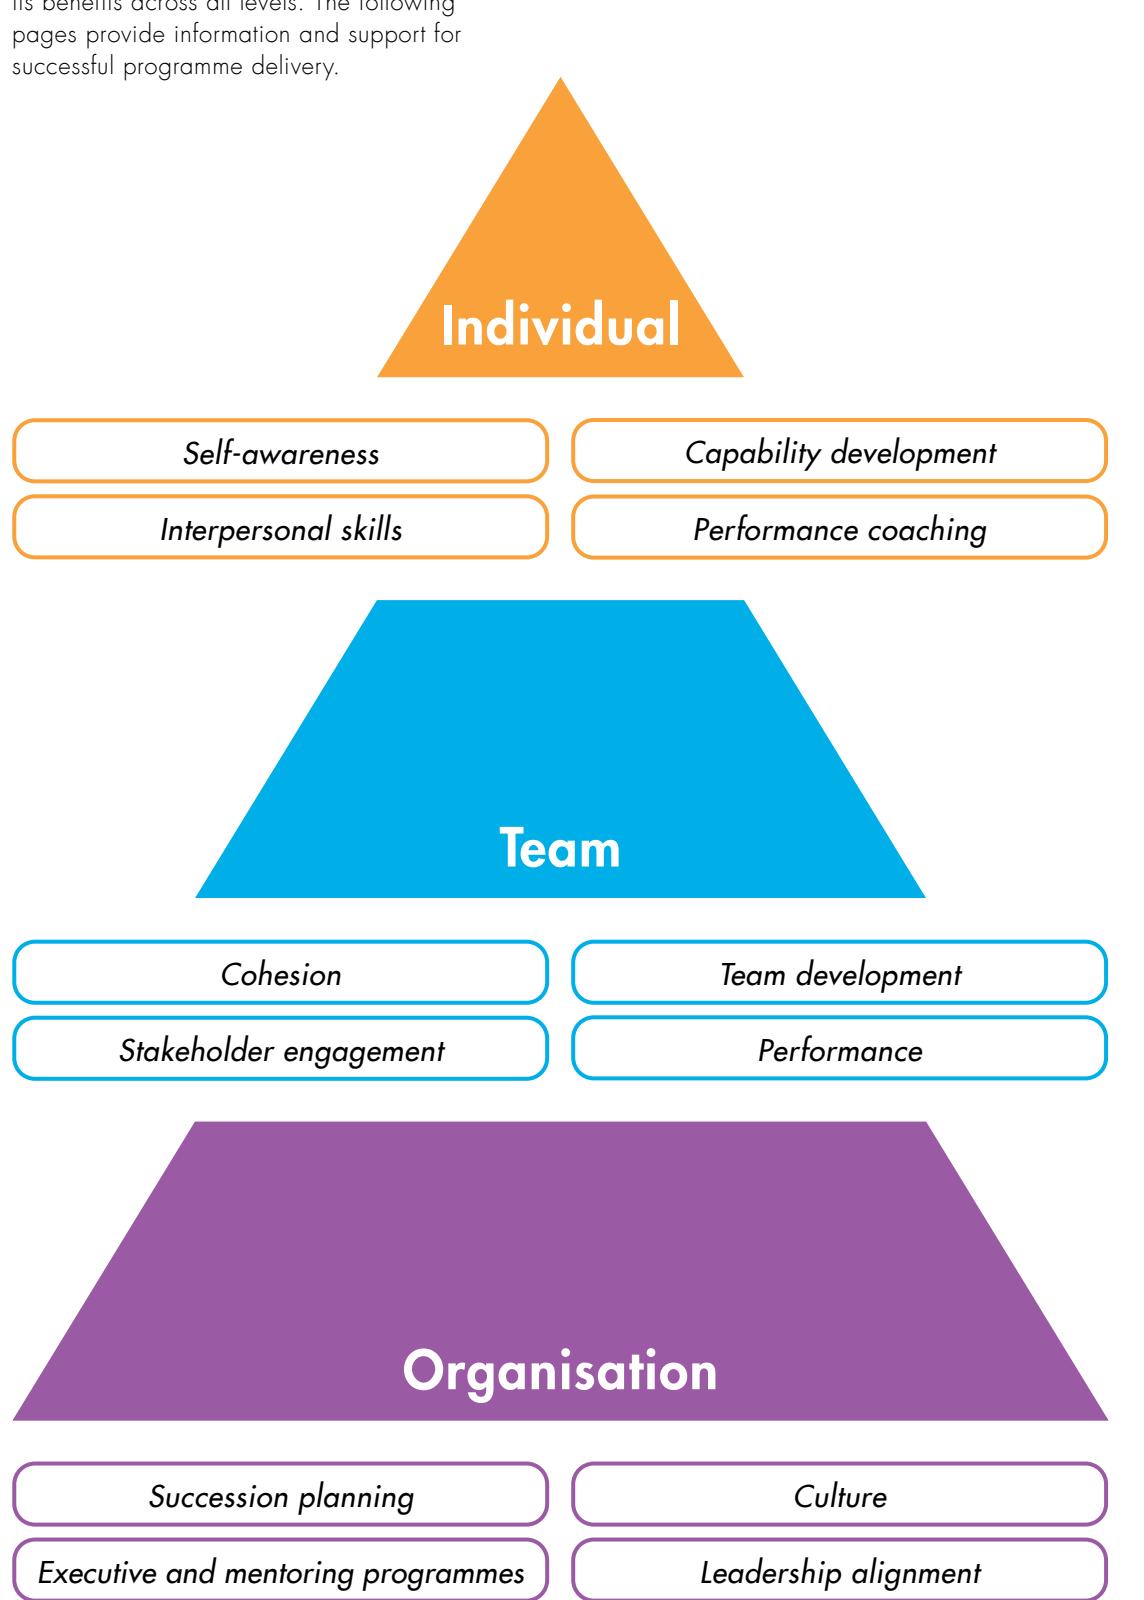 its benefits across all levels. The following
pages provide information and support for
successful programme delivery.
Individual
Self-awareness
Capability development
Interpersonal skills
Performance coaching
Team
Cohesion
Team development
Stakeholder engagement
Performance
Organisation
Succession planning
Culture
Executive and mentoring programmes
Leadership alignment